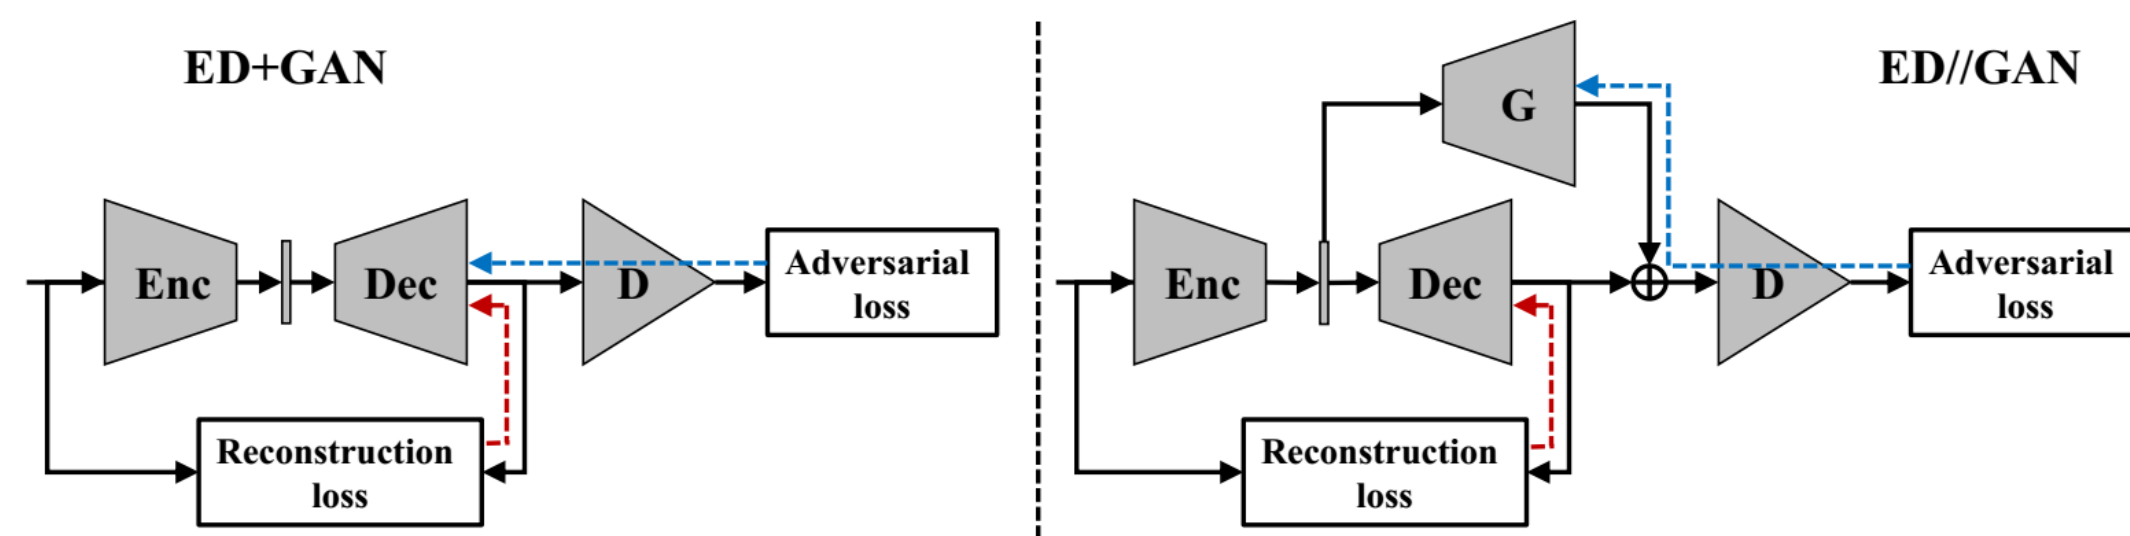 ED+GAN
Enc
Dec
D
Adversarial
loss
Reconstruction
loss
ED//GAN
G
Enc
Dec
D
Adversarial
loss
Reconstruction
loss